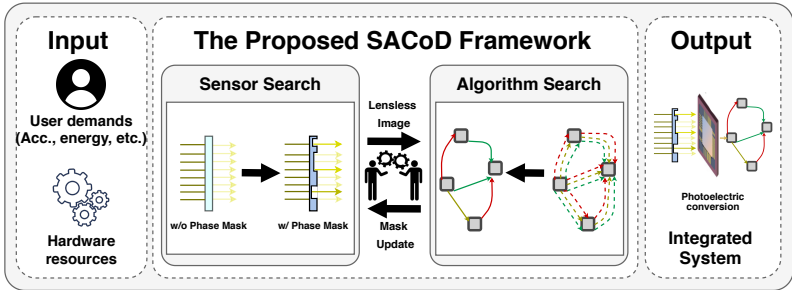 Input
User demands
(Acc., energy, etc.)
Hardware
resources
The Proposed SACoD Framework
Sensor Search
w/o Phase Mask
w/ Phase Mask
Lensless
Image
Mask
Update
Algorithm Search
Output
Photoelectric
conversion
Integrated
System